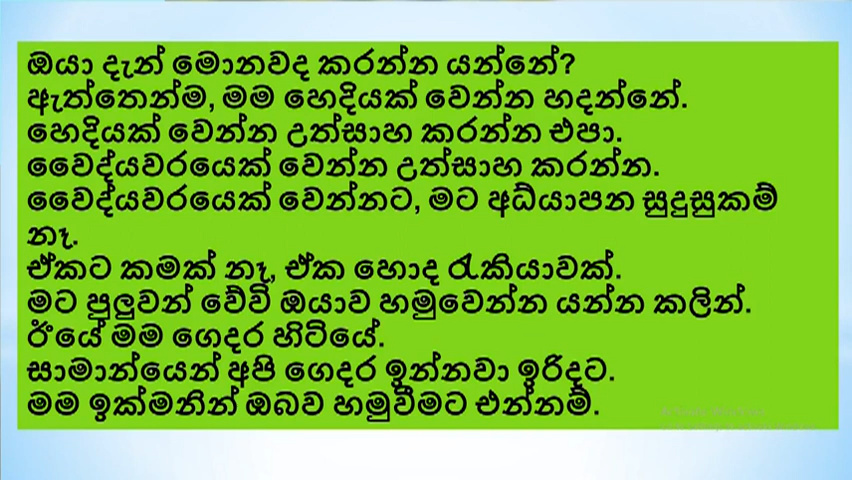 ඔයා දැන් මොනවද කරන්න යන්නේ?
ඇත්තෙන්ම, මම හෙදියක් වෙන්න හදන්නේ.
හෙදියක් වෙන්න උත්සාහ කරන්න එපා.
වෛද්යවරයෙක් වෙන්න උත්සාහ කරන්න.
වෛද්යවරයෙක් වෙන්නට, මට අධ්යාපන සුදුසුකම්
නෑ.
ඒකට කමක් නෑ, ඒක හොද රැකියාවක්.
මට පුලුවන් වේවි ඔයාව හමුවෙන්න යන්න කලින්.
ඊයේ මම ගෙදර හිටියේ.
සාමාන්යෙන් අපි ගෙදර ඉන්නවා ඉරිදට.
මම ඉක්මනින් ඔබව හමුවීමට එන්නම්.